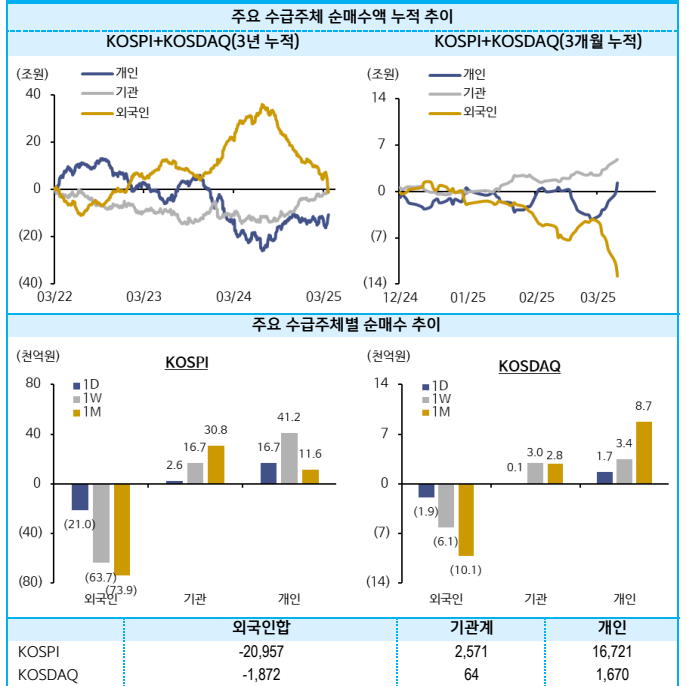 주요 수급주체 순매수액 누적 추이
KOSPI+KOSDAQ(3년 누적)
(조원)
개인
기관
외국인
40
20
0
(20)
(40)
03/22 03/23 03/24 03/25
KOSPI+KOSDAQ(3개월 누적)
(조원)
개인
기관
외국인
14
7
0
(7)
(14)
12/24 01/25 02/25 03/25
주요 수급주체별 순매수 추이
(천억원)
KOSPI
1D
1W
1M
80
40
0
(40)
(80)
(21.0) (63.7) (73.9)
2.6 16.7 30.8
16.7 41.2 11.6
외국인 기관 개인
(천억원)
KOSDAQ
1D
1W
1M
14
7
0
(7)
(14)
(1.9) (6.1) (10.1)
0.1 3.0 2.8
1.7 3.4 8.7
외국인 기관 개인
외국인합 기관계 개인
KOSPI -20,957 2,571 16,721
KOSDAQ -1,872 64 1,670